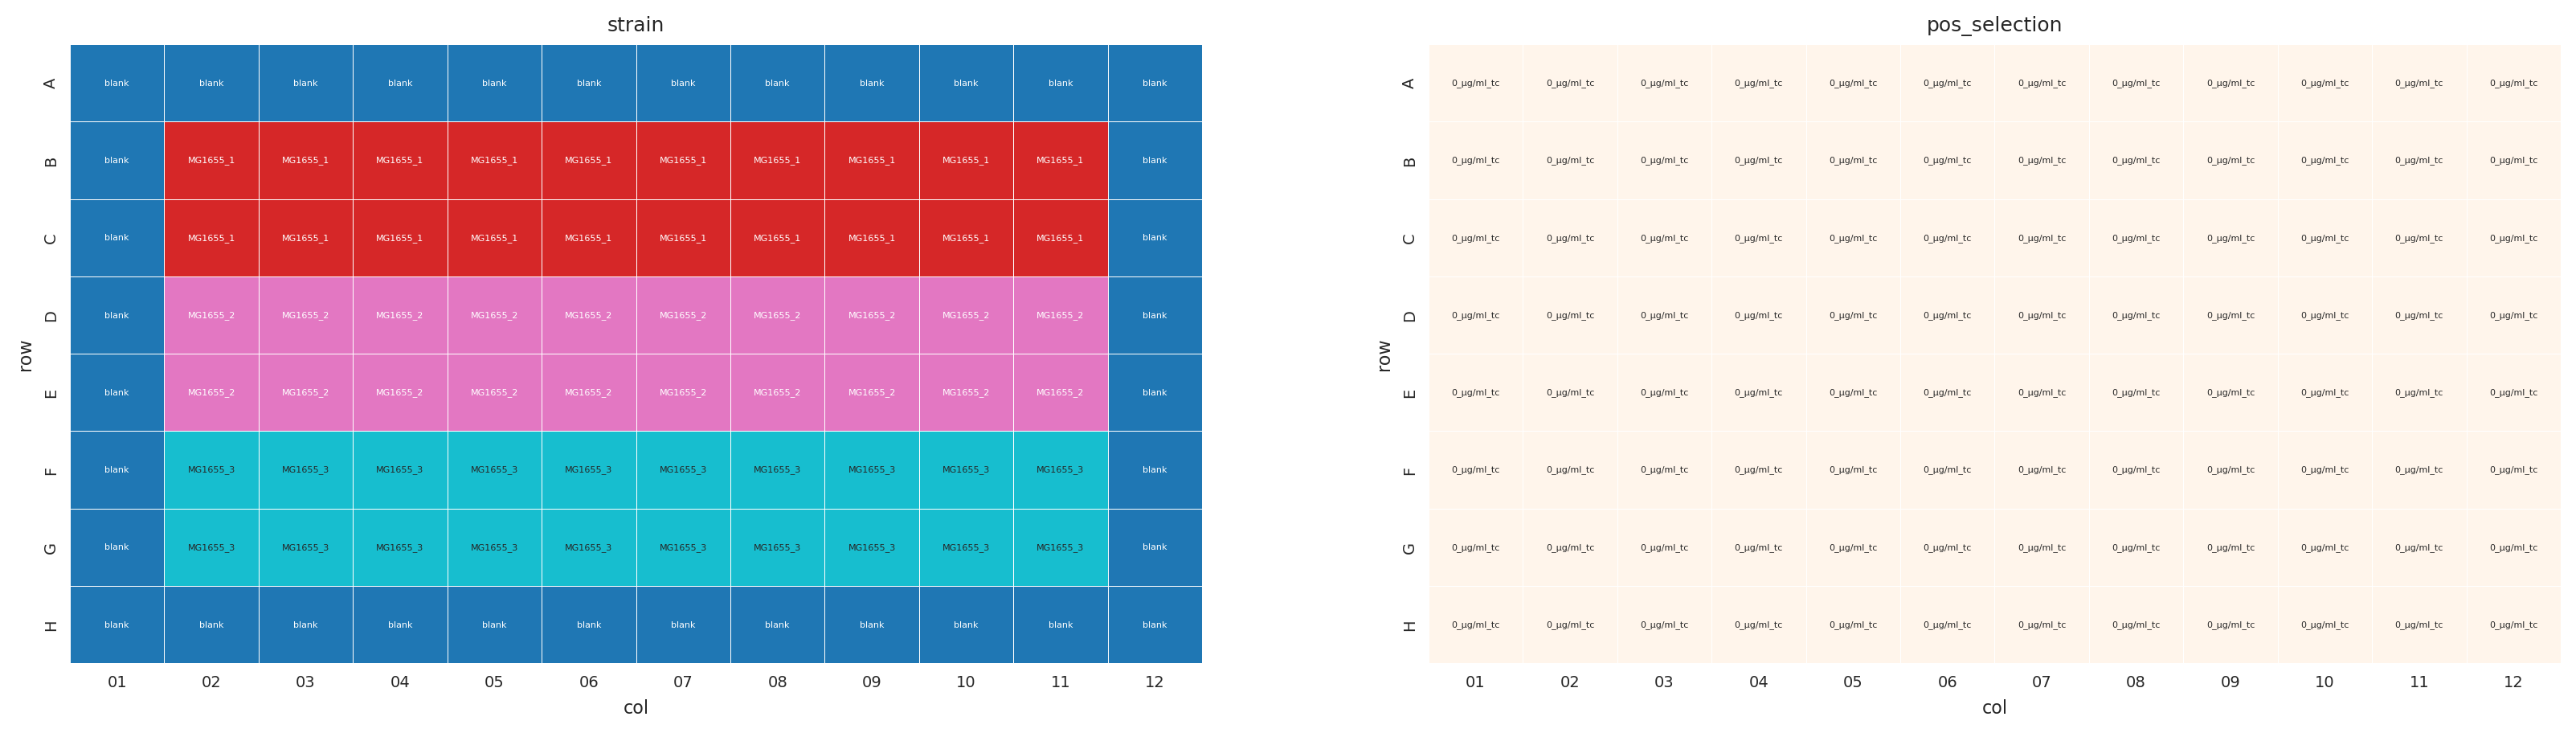 strain
A blank blank blank blank blank blank blank blank blank blank blank blank
B blank MG1655_1 MG1655_1 MG1655_1 MG1655_1 MG1655_1 MG1655_1 MG1655_1 MG1655_1 MG1655_1 MG1655_1 blank
C blank MG1655_1 MG1655_1 MG1655_1 MG1655_1 MG1655_1 MG1655_1 MG1655_1 MG1655_1 MG1655_1 MG1655_1 blank
D blank MG1655_2 MG1655_2 MG1655_2 MG1655_2 MG1655_2 MG1655_2 MG1655_2 MG1655_2 MG1655_2 MG1655_2 blank
row
E blank MG1655_2 MG1655_2 MG1655_2 MG1655_2 MG1655_2 MG1655_2 MG1655_2 MG1655_2 MG1655_2 MG1655_2 blank
F blank MG1655_3 MG1655_3 MG1655_3 MG1655_3 MG1655_3 MG1655_3 MG1655_3 MG1655_3 MG1655_3 MG1655_3 blank
G blank MG1655_3 MG1655_3 MG1655_3 MG1655_3 MG1655_3 MG1655_3 MG1655_3 MG1655_3 MG1655_3 MG1655_3 blank
H blank blank blank blank blank blank blank blank blank blank blank blank
01 02 03 04 05 06 07 08 09 10 11 12
col
pos_selection
A 0_µg/ml_tc 0_µg/ml_tc 0_µg/ml_tc 0_µg/ml_tc 0_µg/ml_tc 0_µg/ml_tc 0_µg/ml_tc 0_µg/ml_tc 0_µg/ml_tc 0_µg/ml_tc 0_µg/ml_tc 0_µg/ml_tc
B 0_µg/ml_tc 0_µg/ml_tc 0_µg/ml_tc 0_µg/ml_tc 0_µg/ml_tc 0_µg/ml_tc 0_µg/ml_tc 0_µg/ml_tc 0_µg/ml_tc 0_µg/ml_tc 0_µg/ml_tc 0_µg/ml_tc
C 0_µg/ml_tc 0_µg/ml_tc 0_µg/ml_tc 0_µg/ml_tc 0_µg/ml_tc 0_µg/ml_tc 0_µg/ml_tc 0_µg/ml_tc 0_µg/ml_tc 0_µg/ml_tc 0_µg/ml_tc 0_µg/ml_tc
D 0_µg/ml_tc 0_µg/ml_tc 0_µg/ml_tc 0_µg/ml_tc 0_µg/ml_tc 0_µg/ml_tc 0_µg/ml_tc 0_µg/ml_tc 0_µg/ml_tc 0_µg/ml_tc 0_µg/ml_tc 0_µg/ml_tc
row
E 0_µg/ml_tc 0_µg/ml_tc 0_µg/ml_tc 0_µg/ml_tc 0_µg/ml_tc 0_µg/ml_tc 0_µg/ml_tc 0_µg/ml_tc 0_µg/ml_tc 0_µg/ml_tc 0_µg/ml_tc 0_µg/ml_tc
F 0_µg/ml_tc 0_µg/ml_tc 0_µg/ml_tc 0_µg/ml_tc 0_µg/ml_tc 0_µg/ml_tc 0_µg/ml_tc 0_µg/ml_tc 0_µg/ml_tc 0_µg/ml_tc 0_µg/ml_tc 0_µg/ml_tc
G 0_µg/ml_tc 0_µg/ml_tc 0_µg/ml_tc 0_µg/ml_tc 0_µg/ml_tc 0_µg/ml_tc 0_µg/ml_tc 0_µg/ml_tc 0_µg/ml_tc 0_µg/ml_tc 0_µg/ml_tc 0_µg/ml_tc
H 0_µg/ml_tc 0_µg/ml_tc 0_µg/ml_tc 0_µg/ml_tc 0_µg/ml_tc 0_µg/ml_tc 0_µg/ml_tc 0_µg/ml_tc 0_µg/ml_tc 0_µg/ml_tc 0_µg/ml_tc 0_µg/ml_tc
01 02 03 04 05 06 07 08 09 10 11 12
col